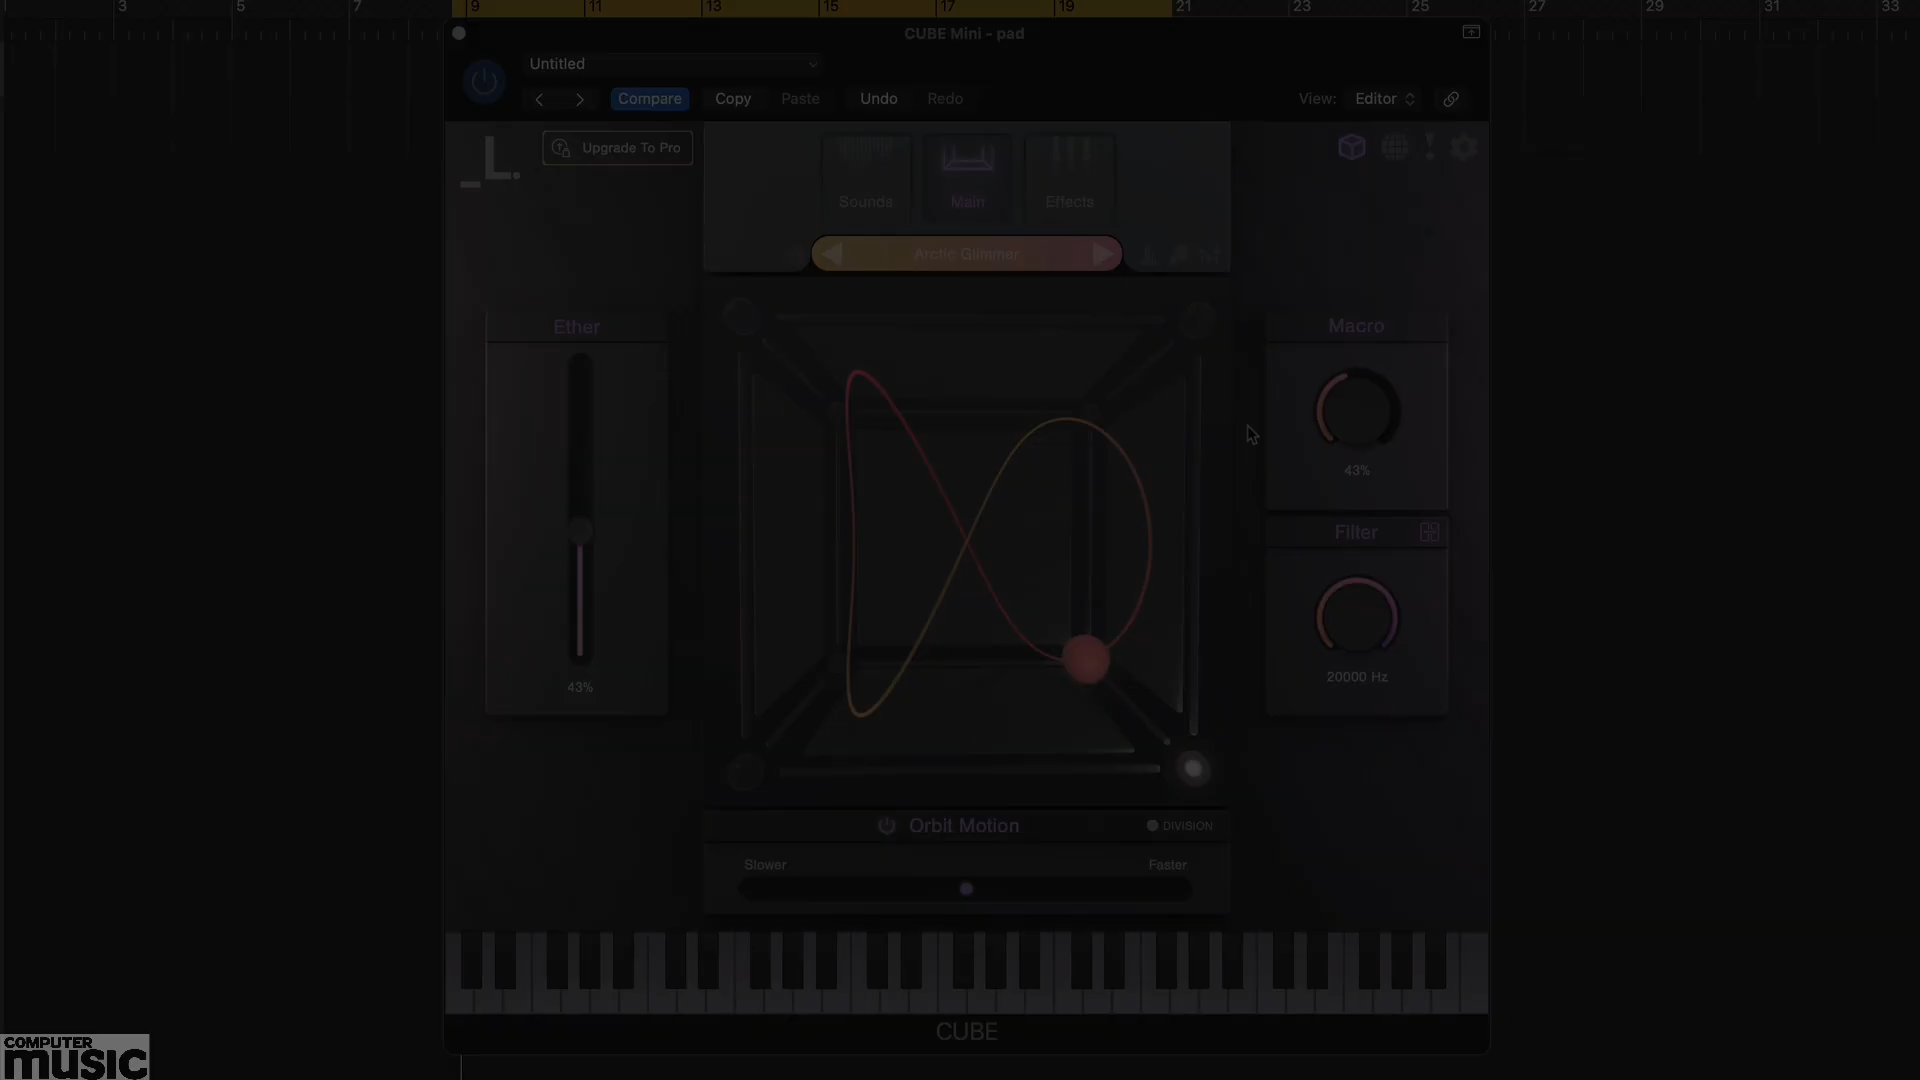 3 5 7 9 11 13 15 17 19 21 23 25 27 29 31 33
CUBE Mini - pad
Untitled
Compare Copy Paste Undo Redo View: Editor
_L.
Upgrade To Pro
Sounds Main Effects
Arctic Glimmer
Ether
Macro
43%
Filter
20000 Hz
43%
Orbit Motion
DIVISION
Slower Faster
CUBE
COMPUTER
music